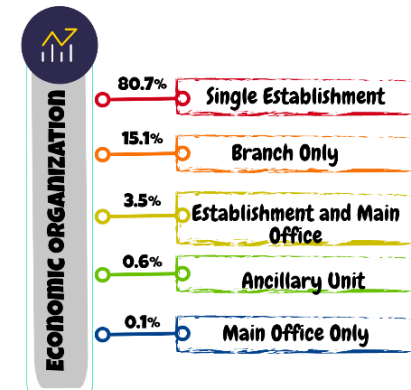 ECONOMIC ORGANIZATION
80.7%
Single Establishment
15.1%
Branch Only
3.5%
Establishment and Main
Office
0.6%
Ancillary Unit
0.1%
Main Office Only